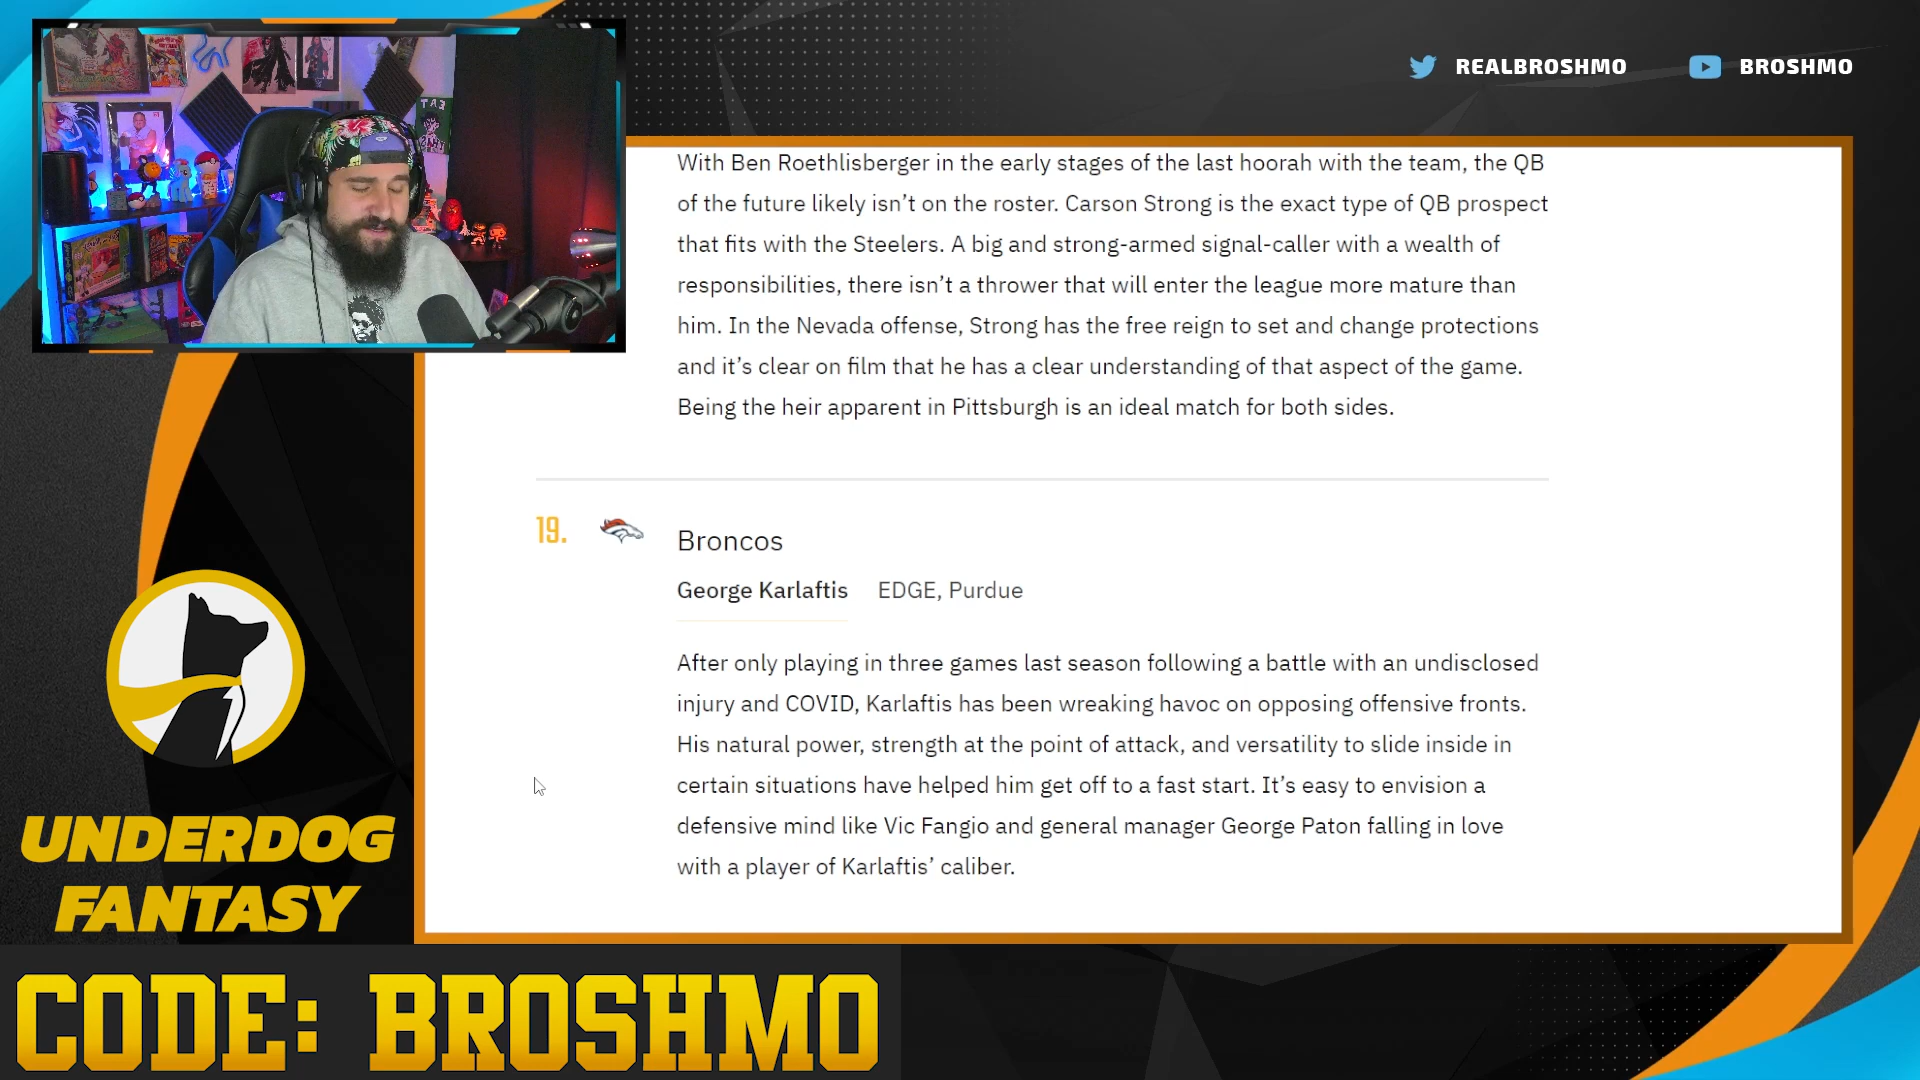 REALBROSHMO
BROSHMO
With Ben Roethlisberger in the early stages of the last hoorah with the team, the QB
of the future likely isn’t on the roster. Carson Strong is the exact type of QB prospect
that fits with the Steelers. A big and strong-armed signal-caller with a wealth of
responsibilities, there isn’t a thrower that will enter the league more mature than
him. In the Nevada offense, Strong has the free reign to set and change protections
and it’s clear on film that he has a clear understanding of that aspect of the game.
Being the heir apparent in Pittsburgh is an ideal match for both sides.
19.
Broncos
George Karlaftis EDGE, Purdue
After only playing in three games last season following a battle with an undisclosed
injury and COVID, Karlaftis has been wreaking havoc on opposing offensive fronts.
His natural power, strength at the point of attack, and versatility to slide inside in
certain situations have helped him get off to a fast start. It’s easy to envision a
defensive mind like Vic Fangio and general manager George Paton falling in love
with a player of Karlaftis’ caliber.
UNDERDOG
FANTASY
CODE: BROSHMO